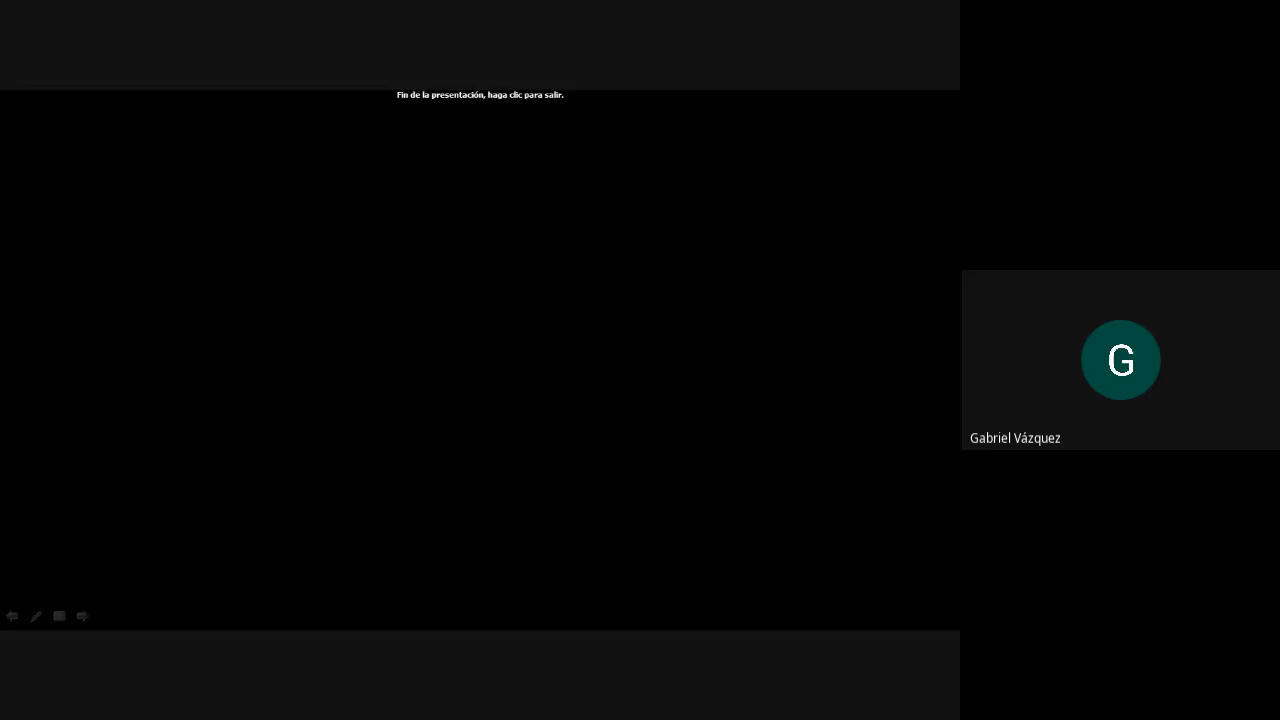 Fin de la presentación, haga clic para salir.
G
Gabriel Vázquez